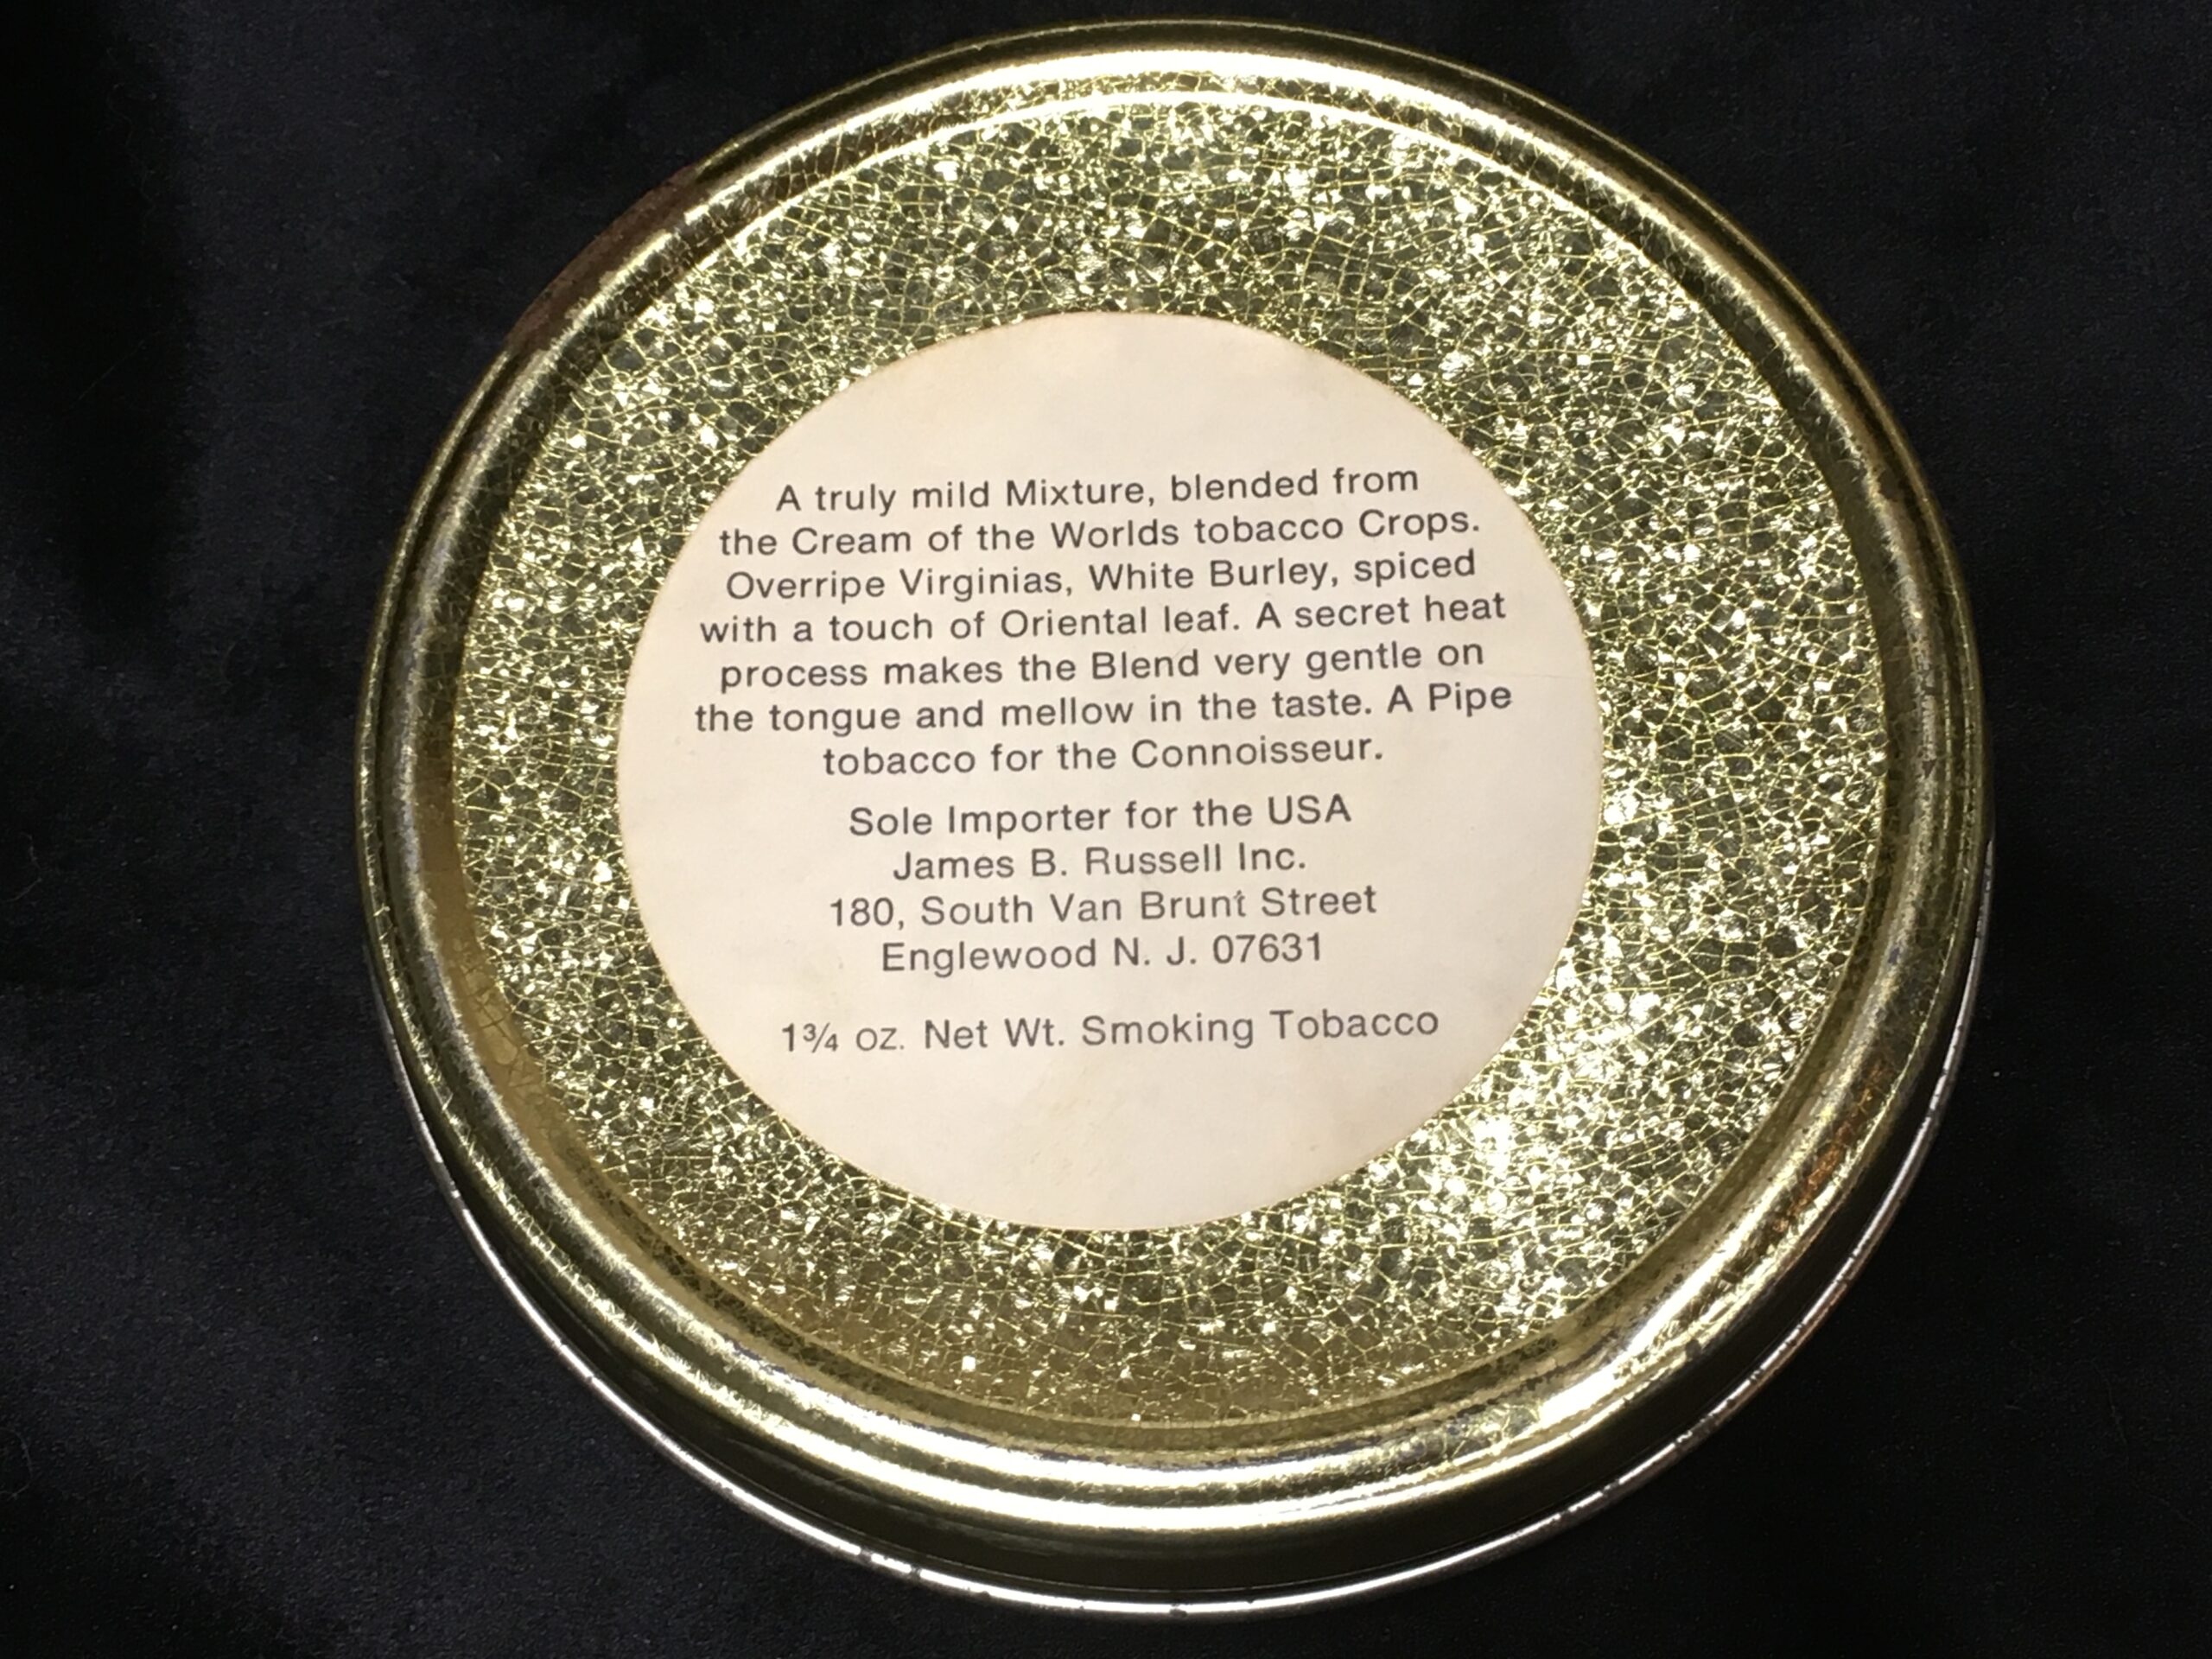 A truly mild Mixture, blended from
the Cream of the Worlds tobacco Crops.
Overripe Virginias, White Burley, spiced
with a touch of Oriental leaf. A secret heat
process makes the Blend very gentle on
the tongue and mellow in the taste. A Pipe
tobacco for the Connoisseur.
Sole Importer for the USA
James B. Russell Inc.
180, South Van Brunt Street
Englewood N. J. 07631
1¾ oz. Net Wt. Smoking Tobacco